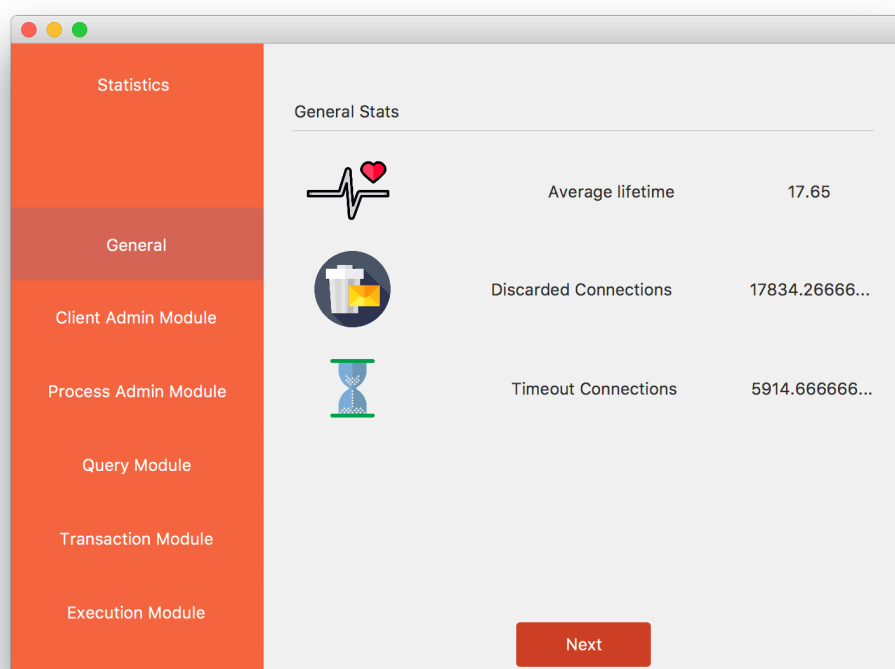 Statistics
General
Client Admin Module
Process Admin Module
Query Module
Transaction Module
Execution Module
General Stats
Average lifetime 17.65
Discarded Connections 17834.26666...
Timeout Connections 5914.666666...
Next